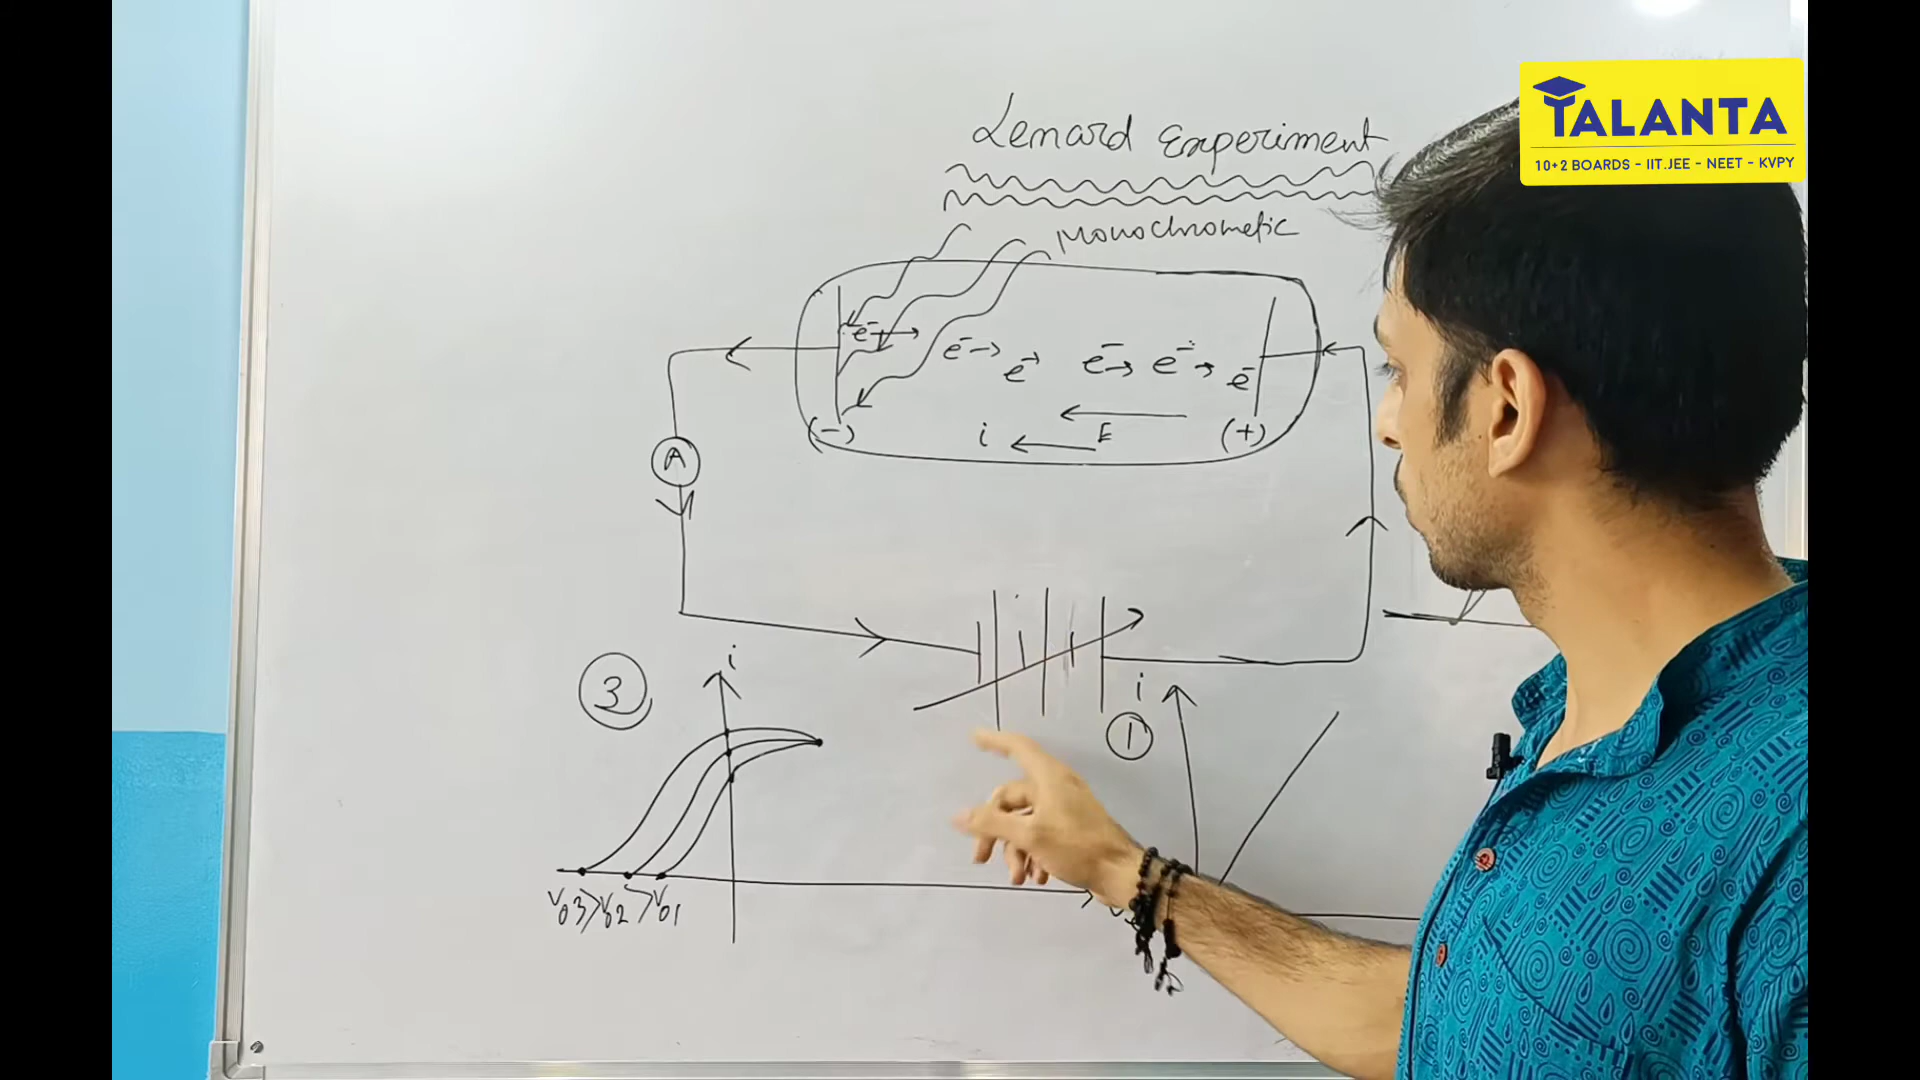 TALANTA
10+2 BOARDS - IIT.JEE - NEET - KVPY
Lenard Experiment
Monochrometic
e⁻ e⁻ e⁻ e⁻ e⁻ e⁻
E
i
(-) (+)
A
i
3
i
1
V03>V02>V01